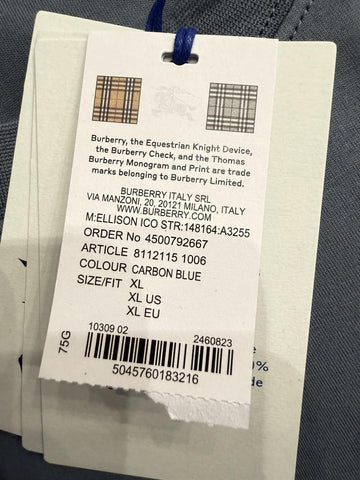 Burberry, the Equestrian Knight Device,
the Burberry Check, and the Thomas
Burberry Monogram and Print are trade
marks belonging to Burberry Limited.
BURBERRY ITALY SRL
VIA MANZONI, 20, 20121 MILANO, ITALY
WWW.BURBERRY.COM
M:ELLISON ICO STR:148164:A3255
ORDER No 4500792667
ARTICLE 8112115 1006
COLOUR CARBON BLUE
SIZE/FIT XL
XL US
XL EU
75G
10309 02 2460823
5045760183216
e
0%
de